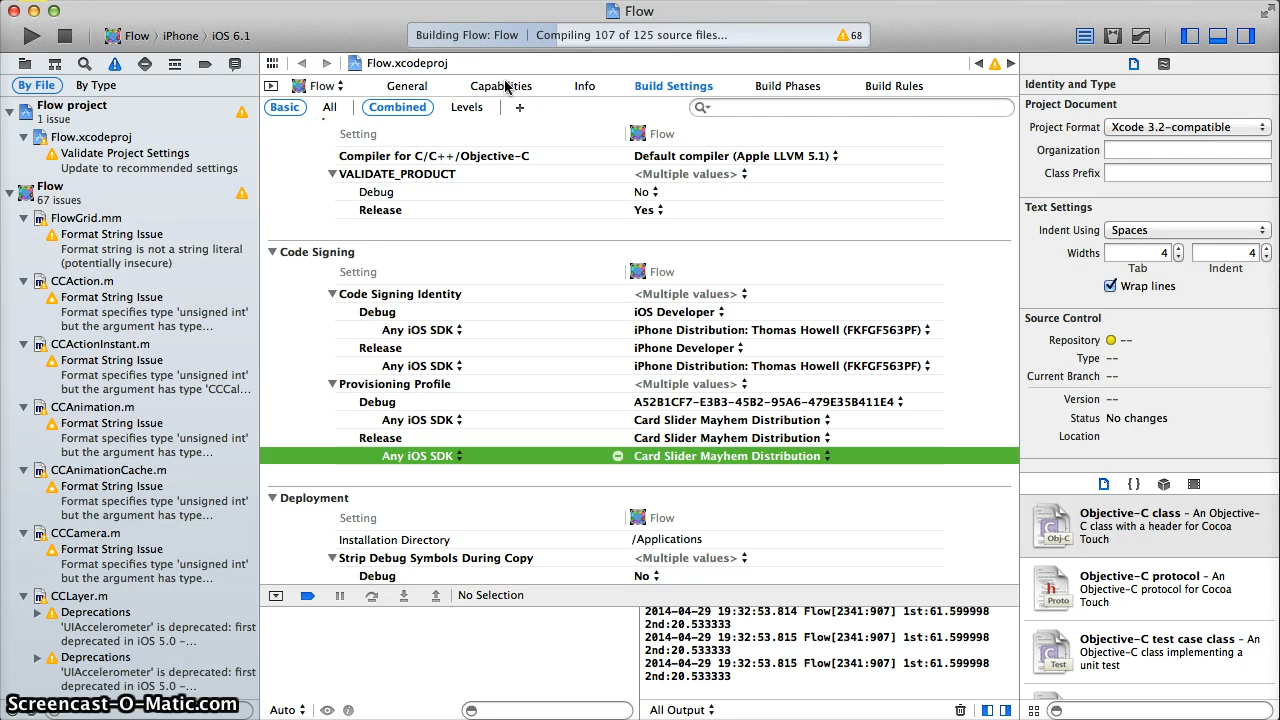 Flow
Flow 〉 iPhone 〉 iOS 6.1
Building Flow: Flow | Compiling 107 of 125 source files...
68
Flow.xcodeproj
By File
By Type
Flow
General
Capabilities
Info
Build Settings
Build Phases
Build Rules
Basic
All
Combined
Levels
+
Flow project
1 issue
Flow.xcodeproj
Validate Project Settings
Update to recommended settings
Flow
67 issues
FlowGrid.mm
Format String Issue
Format string is not a string literal
(potentially insecure)
CCAction.m
Format String Issue
Format specifies type 'unsigned int'
but the argument has type...
CCActionInstant.m
Format String Issue
Format specifies type 'unsigned int'
but the argument has type 'CCCal...
CCAnimation.m
Format String Issue
Format specifies type 'unsigned int'
but the argument has type...
CCAnimationCache.m
Format String Issue
Format specifies type 'unsigned int'
but the argument has type...
CCCamera.m
Format String Issue
Format specifies type 'unsigned int'
but the argument has type...
CCLayer.m
Deprecations
'UIAccelerometer' is deprecated: first
deprecated in iOS 5.0 –...
Deprecations
'UIAccelerometer' is deprecated: first
deprecated in iOS 5.0 –...
Setting Flow
Compiler for C/C++/Objective-C Default compiler (Apple LLVM 5.1)
VALIDATE_PRODUCT <Multiple values>
Debug No
Release Yes
Code Signing
Setting Flow
Code Signing Identity <Multiple values>
Debug iOS Developer
Any iOS SDK iPhone Distribution: Thomas Howell (FKFGF563PF)
Release iPhone Developer
Any iOS SDK iPhone Distribution: Thomas Howell (FKFGF563PF)
Provisioning Profile <Multiple values>
Debug A52B1CF7-E3B3-45B2-95A6-479E35B411E4
Any iOS SDK Card Slider Mayhem Distribution
Release Card Slider Mayhem Distribution
Any iOS SDK Card Slider Mayhem Distribution
Deployment
Setting Flow
Installation Directory /Applications
Strip Debug Symbols During Copy <Multiple values>
Debug No
No Selection
2014-04-29 19:32:53.814 Flow[2341:907] 1st:61.599998
2nd:20.533333
2014-04-29 19:32:53.815 Flow[2341:907] 1st:61.599998
2nd:20.533333
2014-04-29 19:32:53.815 Flow[2341:907] 1st:61.599998
2nd:20.533333
Auto
All Output
Identity and Type
Project Document
Project Format Xcode 3.2-compatible
Organization
Class Prefix
Text Settings
Indent Using Spaces
Widths 4 4
Tab Indent
Wrap lines
Source Control
Repository --
Type --
Current Branch --
Version --
Status No changes
Location
{ }
Obj-C
Objective-C class – An Objective-
C class with a header for Cocoa
Touch
Proto
Objective-C protocol – An
Objective-C protocol for Cocoa
Touch
Test
Objective-C test case class – An
Objective-C class implementing a
unit test
Screencast-O-Matic.com